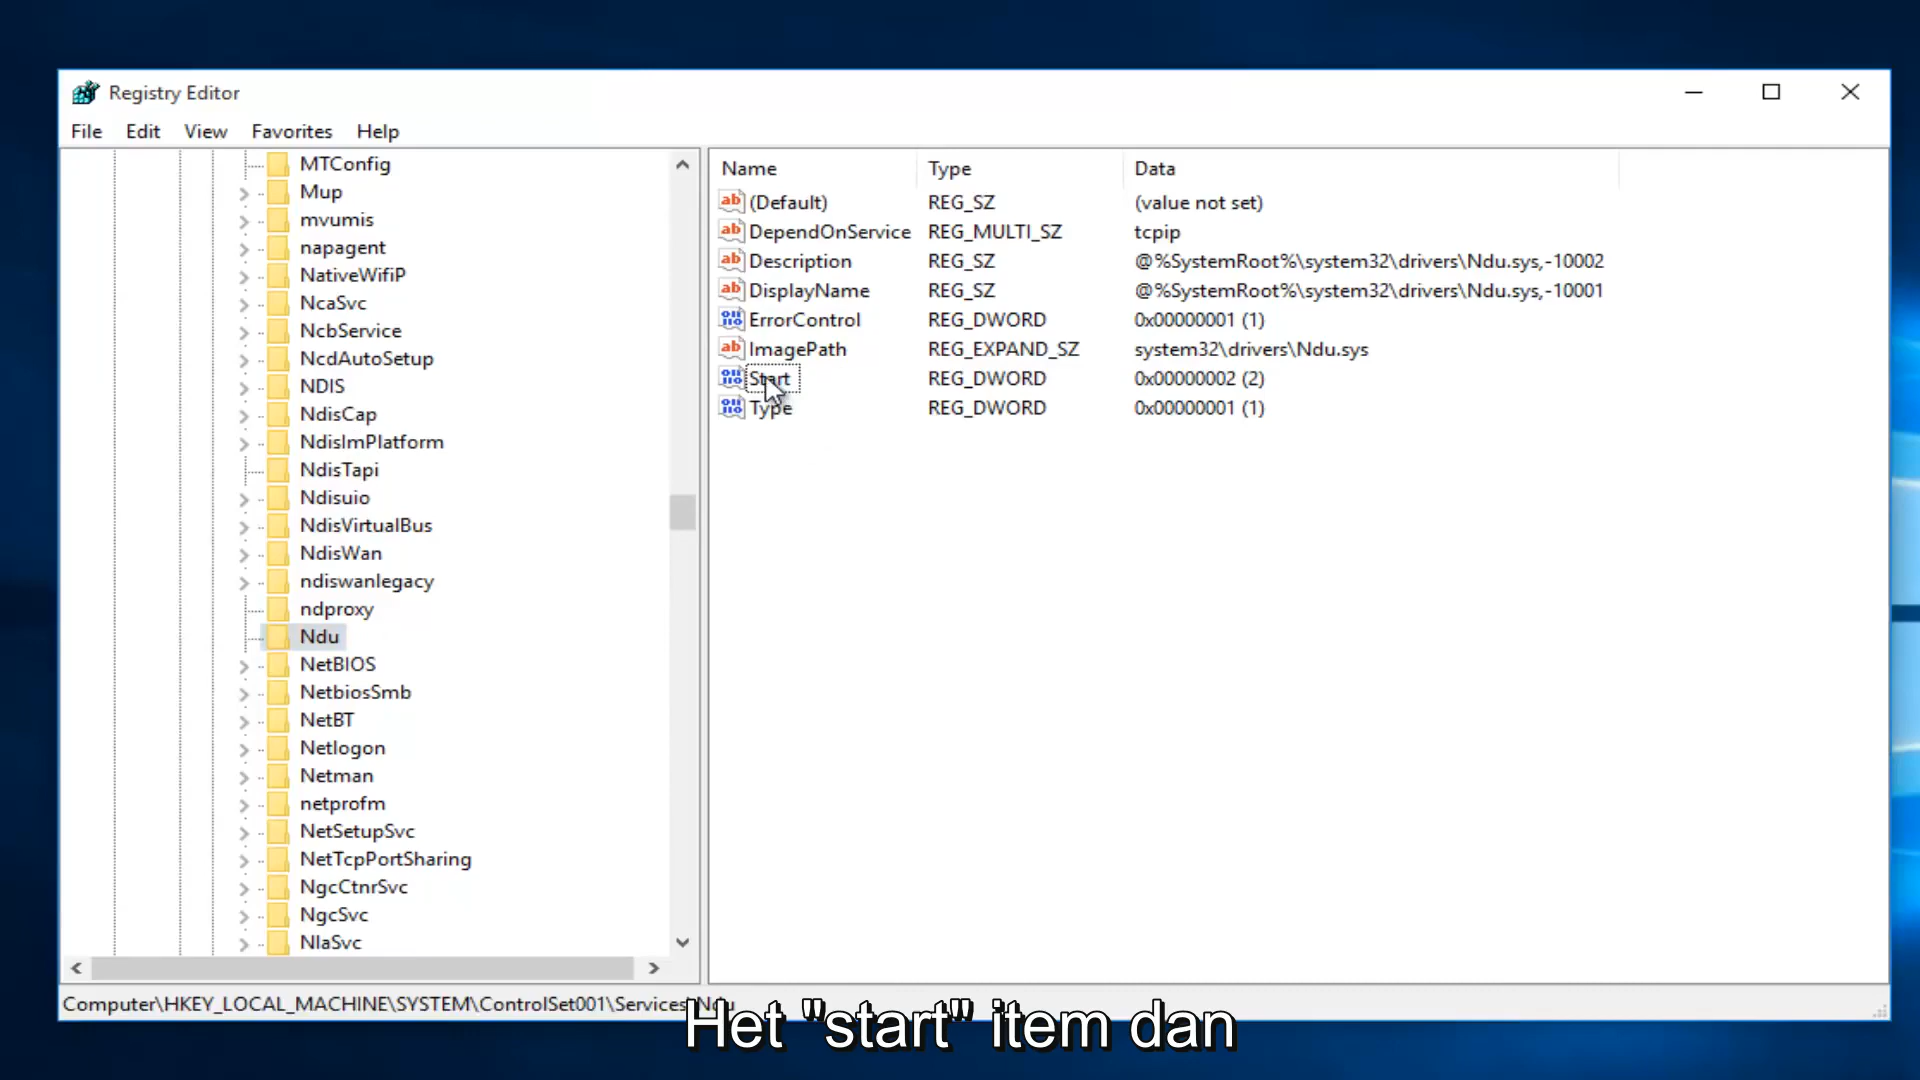 Registry Editor
File Edit View Favorites Help
MTConfig
Mup
mvumis
napagent
NativeWifiP
NcaSvc
NcbService
NcdAutoSetup
NDIS
NdisCap
NdisImPlatform
NdisTapi
Ndisuio
NdisVirtualBus
NdisWan
ndiswanlegacy
ndproxy
Ndu
NetBIOS
NetbiosSmb
NetBT
Netlogon
Netman
netprofm
NetSetupSvc
NetTcpPortSharing
NgcCtnrSvc
NgcSvc
NlaSvc
Name Type Data
(Default) REG_SZ (value not set)
DependOnService REG_MULTI_SZ tcpip
Description REG_SZ @%SystemRoot%\system32\drivers\Ndu.sys,-10002
DisplayName REG_SZ @%SystemRoot%\system32\drivers\Ndu.sys,-10001
ErrorControl REG_DWORD 0x00000001 (1)
ImagePath REG_EXPAND_SZ system32\drivers\Ndu.sys
Start REG_DWORD 0x00000002 (2)
Type REG_DWORD 0x00000001 (1)
Computer\HKEY_LOCAL_MACHINE\SYSTEM\ControlSet001\Services\Ndu
Het "start" item dan